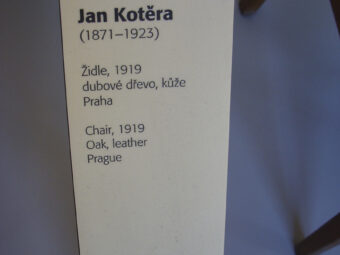 Jan Kotěra
(1871–1923)
Židle, 1919
dubové dřevo, kůže
Praha
Chair, 1919
Oak, leather
Prague